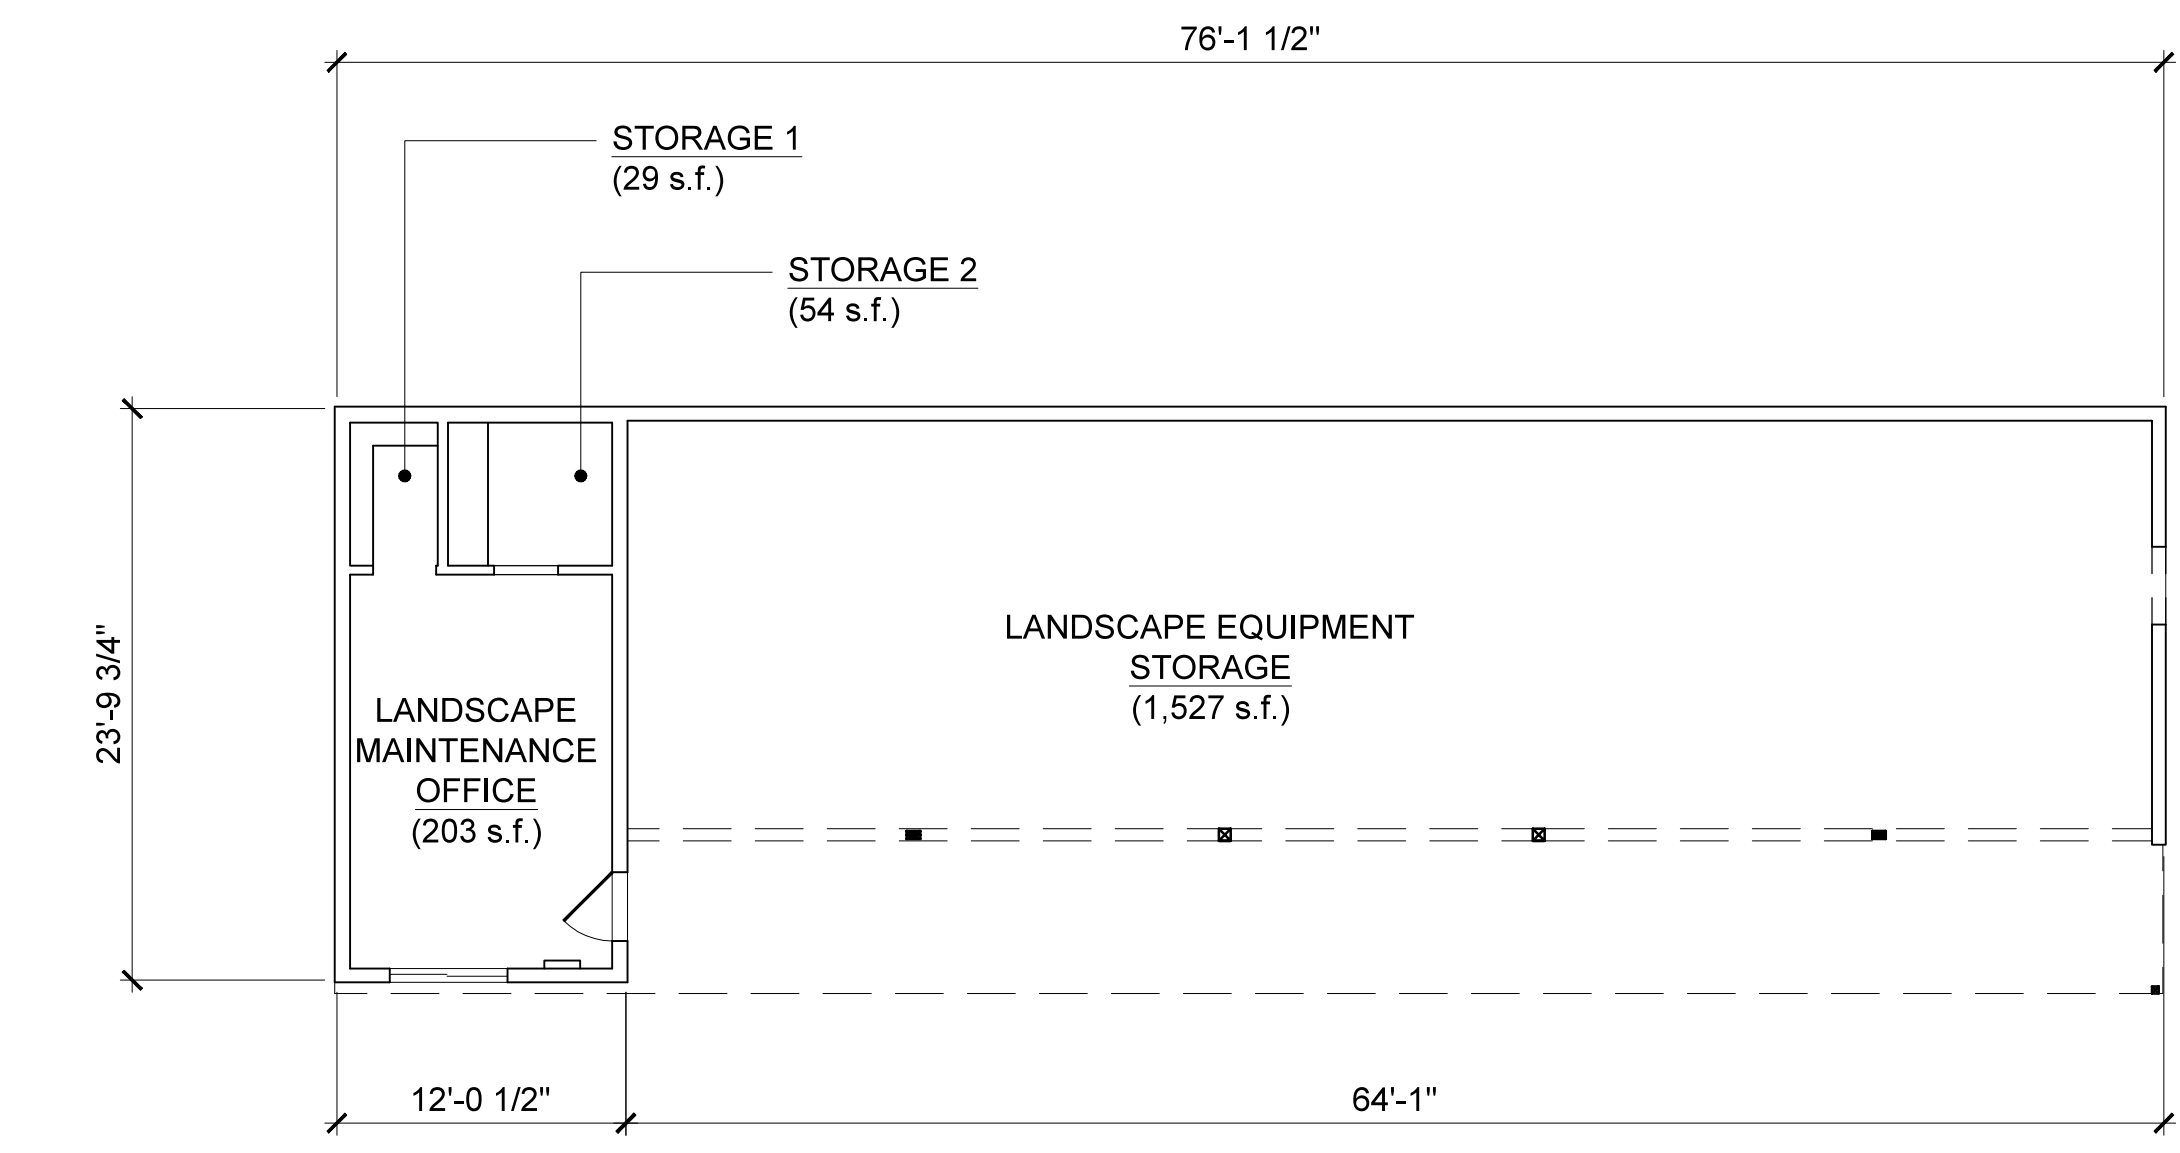 76'-1 1/2"
STORAGE 1
(29 s.f.)
STORAGE 2
(54 s.f.)
23'-9 3/4"
LANDSCAPE EQUIPMENT
STORAGE
(1,527 s.f.)
LANDSCAPE
MAINTENANCE
OFFICE
(203 s.f.)
12'-0 1/2"
64'-1"